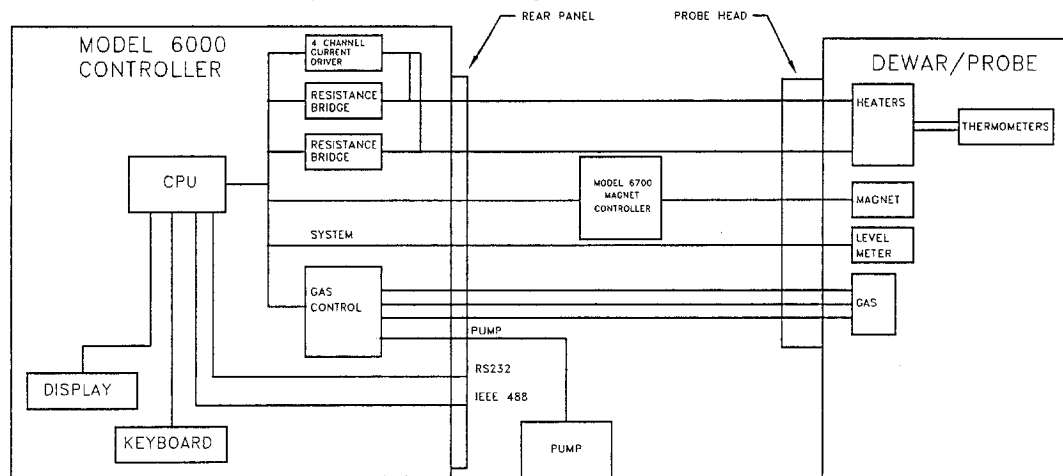 REAR PANEL
PROBE HEAD
MODEL 6000
CONTROLLER
4 CHANNEL
CURRENT
DRIVER
RESISTANCE
BRIDGE
RESISTANCE
BRIDGE
CPU
SYSTEM
GAS
CONTROL
PUMP
RS232
IEEE 488
DISPLAY
KEYBOARD
PUMP
MODEL 6700
MAGNET
CONTROLLER
DEWAR/PROBE
HEATERS
THERMOMETERS
MAGNET
LEVEL
METER
GAS